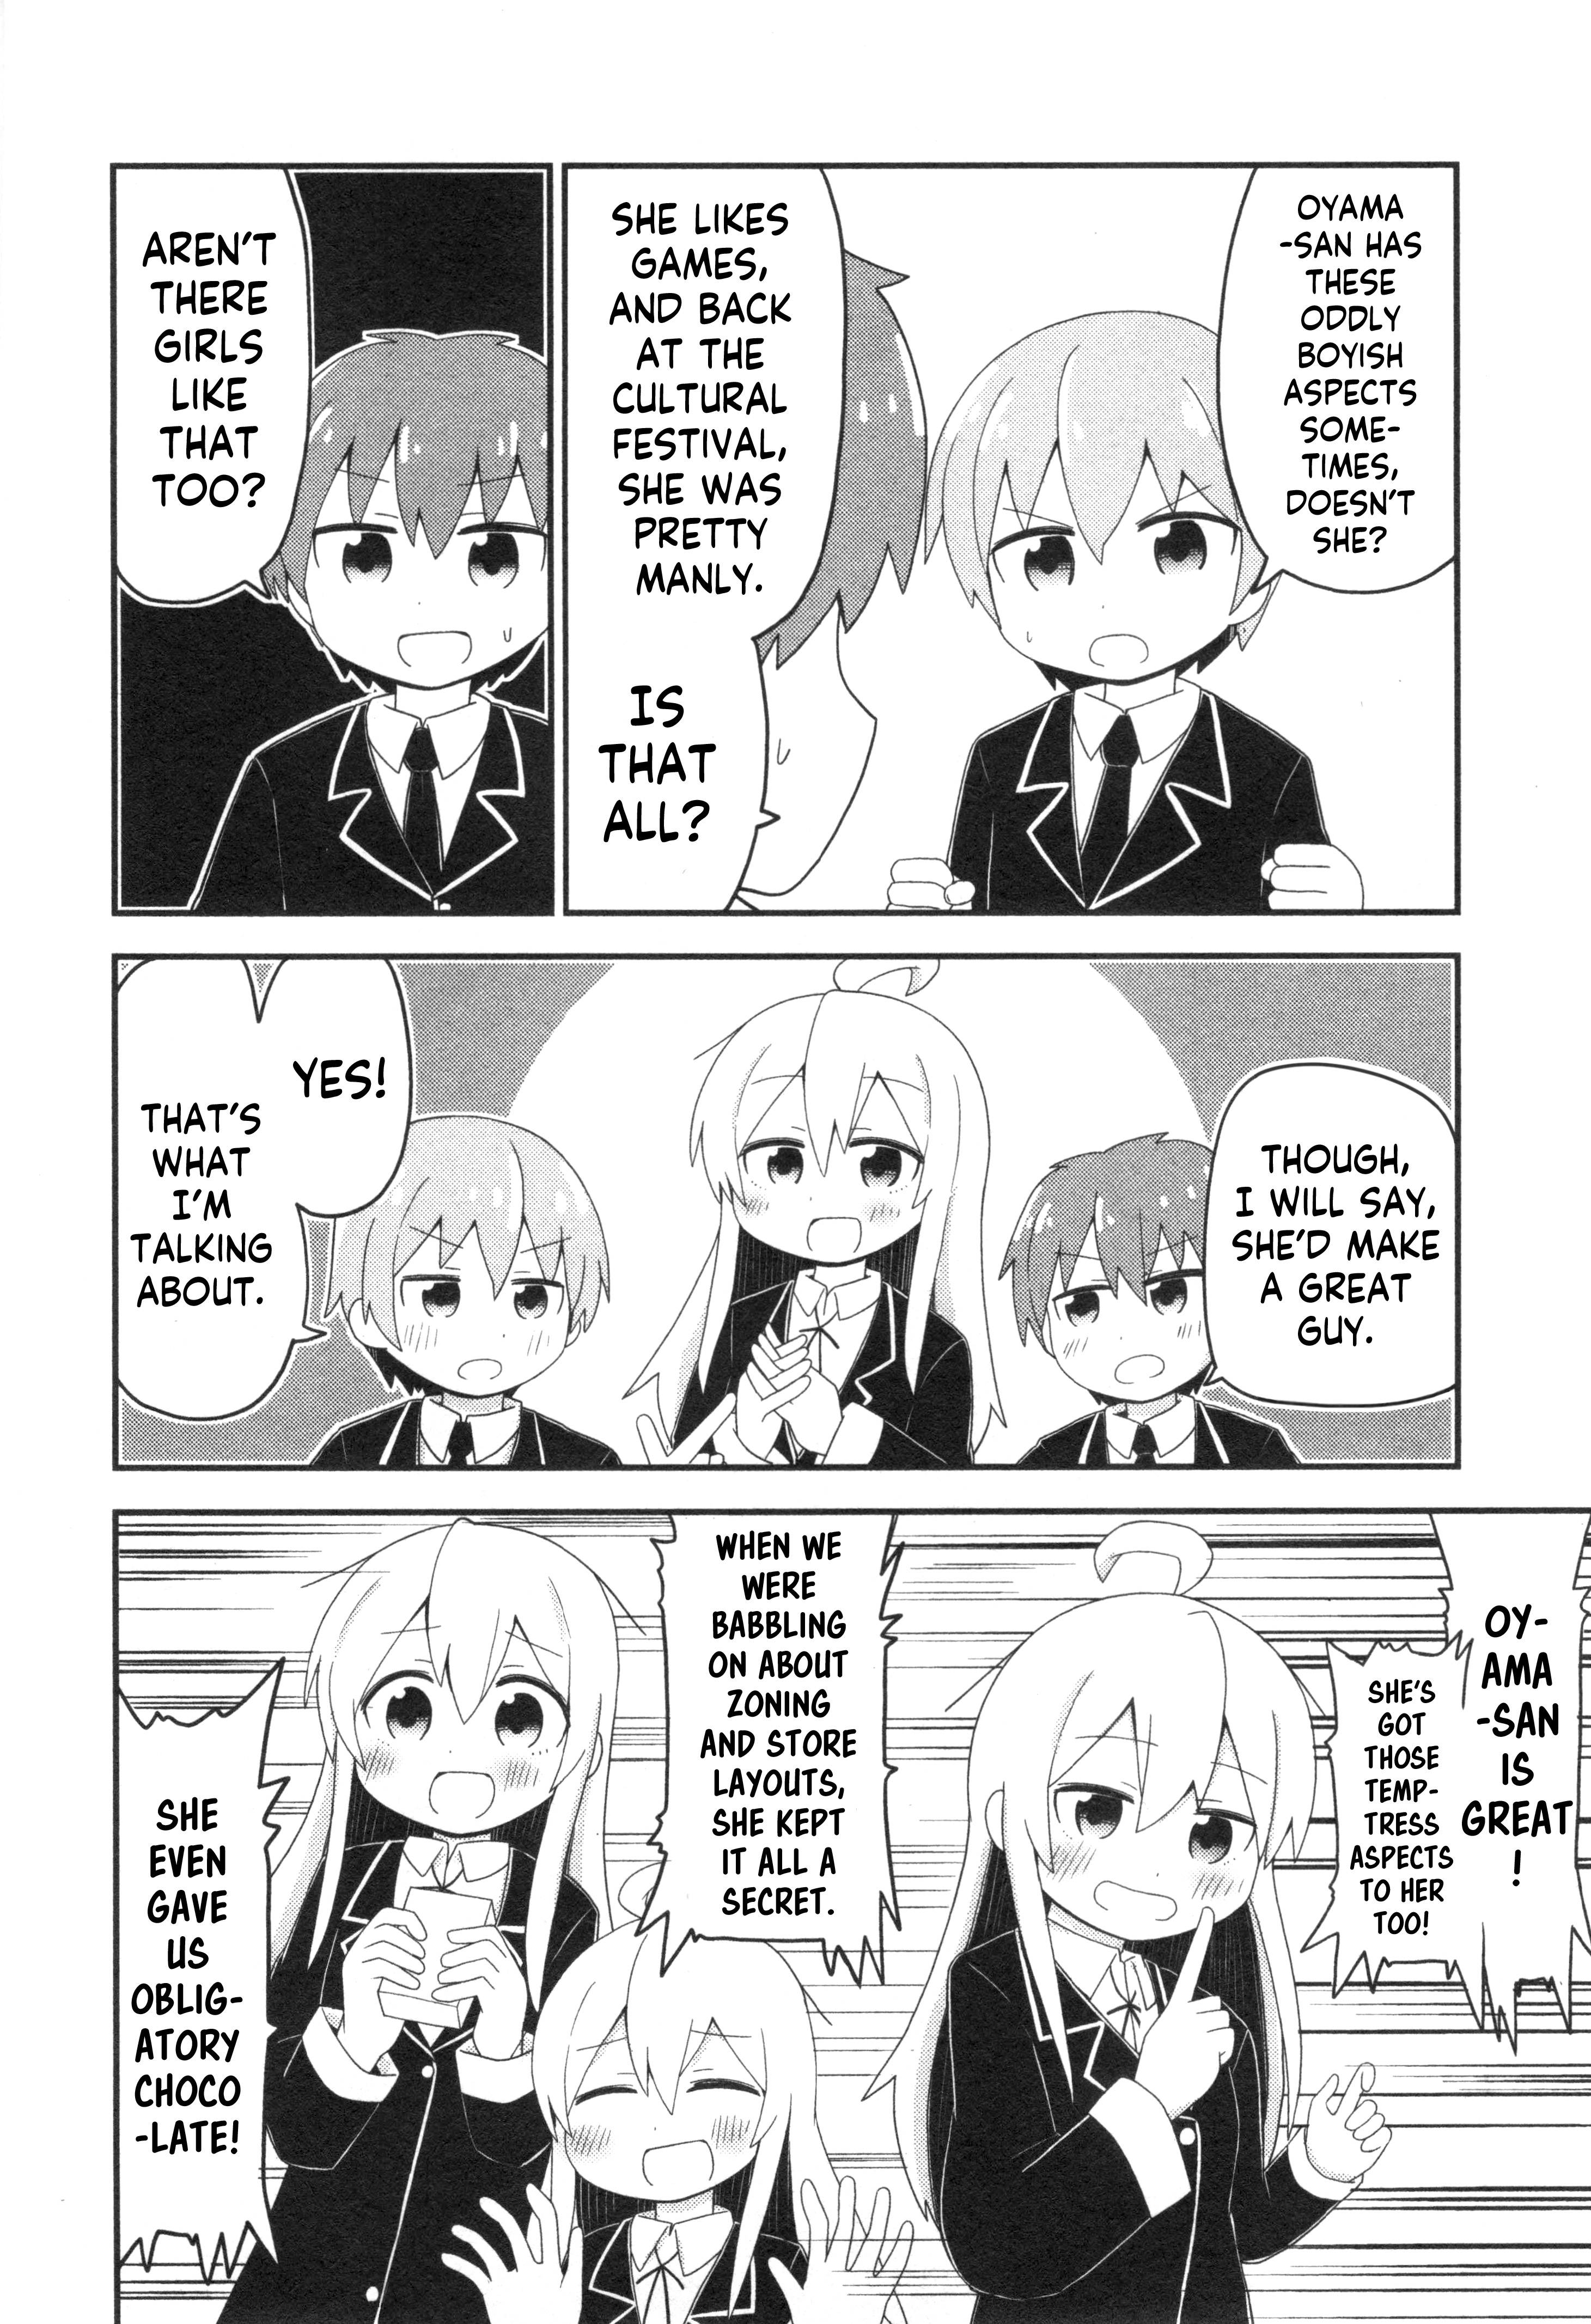 OYAMA
-SAN HAS
THESE
ODDLY
BOYISH
ASPECTS
SOME-
TIMES,
DOESN'T
SHE?
SHE LIKES
GAMES,
AND BACK
AT THE
CULTURAL
FESTIVAL,
SHE WAS
PRETTY
MANLY.
IS
THAT
ALL?
AREN'T
THERE
GIRLS
LIKE
THAT
TOO?
THOUGH,
I WILL SAY,
SHE'D MAKE
A GREAT
GUY.
YES!
THAT'S
WHAT
I'M
TALKING
ABOUT.
OY-
AMA
-SAN
IS
GREAT
!
SHE'S
GOT
THOSE
TEMP-
TRESS
ASPECTS
TO HER
TOO!
WHEN WE
WERE
BABBLING
ON ABOUT
ZONING
AND STORE
LAYOUTS,
SHE KEPT
IT ALL A
SECRET.
SHE
EVEN
GAVE
US
OBLIG-
ATORY
CHOCO
-LATE!